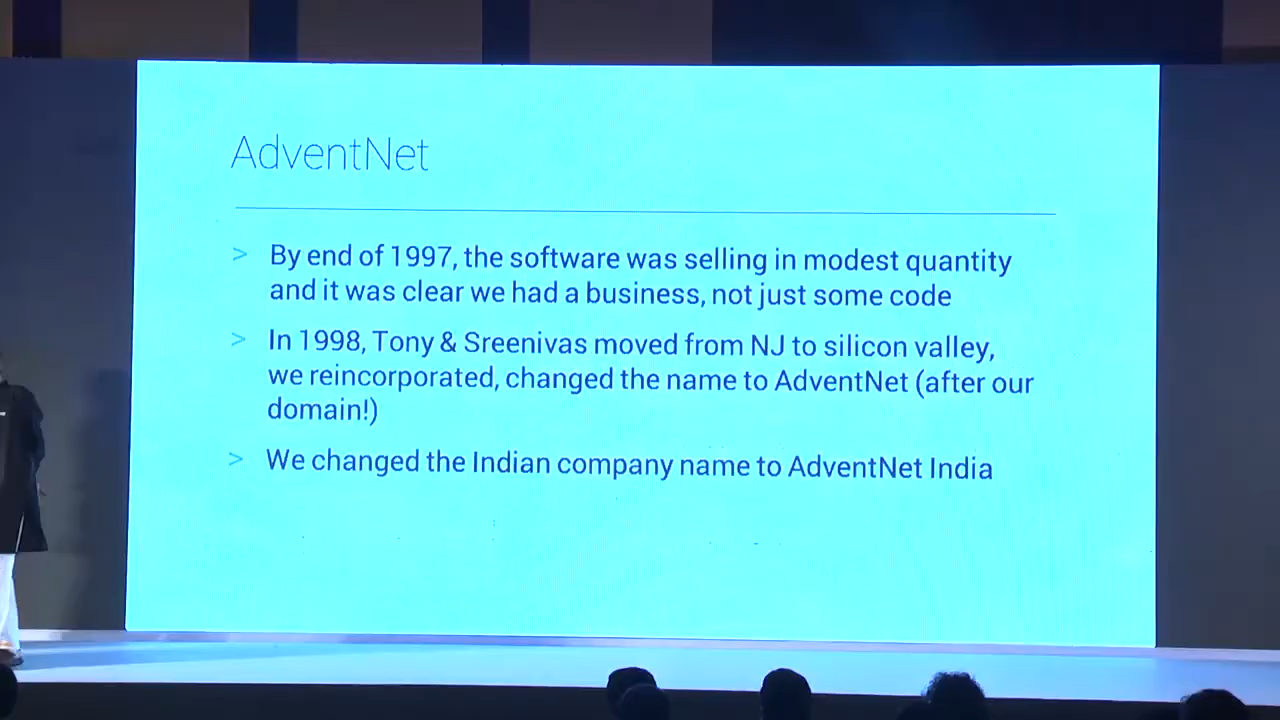 AdventNet
> By end of 1997, the software was selling in modest quantity
and it was clear we had a business, not just some code
> In 1998, Tony & Sreenivas moved from NJ to silicon valley,
we reincorporated, changed the name to AdventNet (after our
domain!)
> We changed the Indian company name to AdventNet India